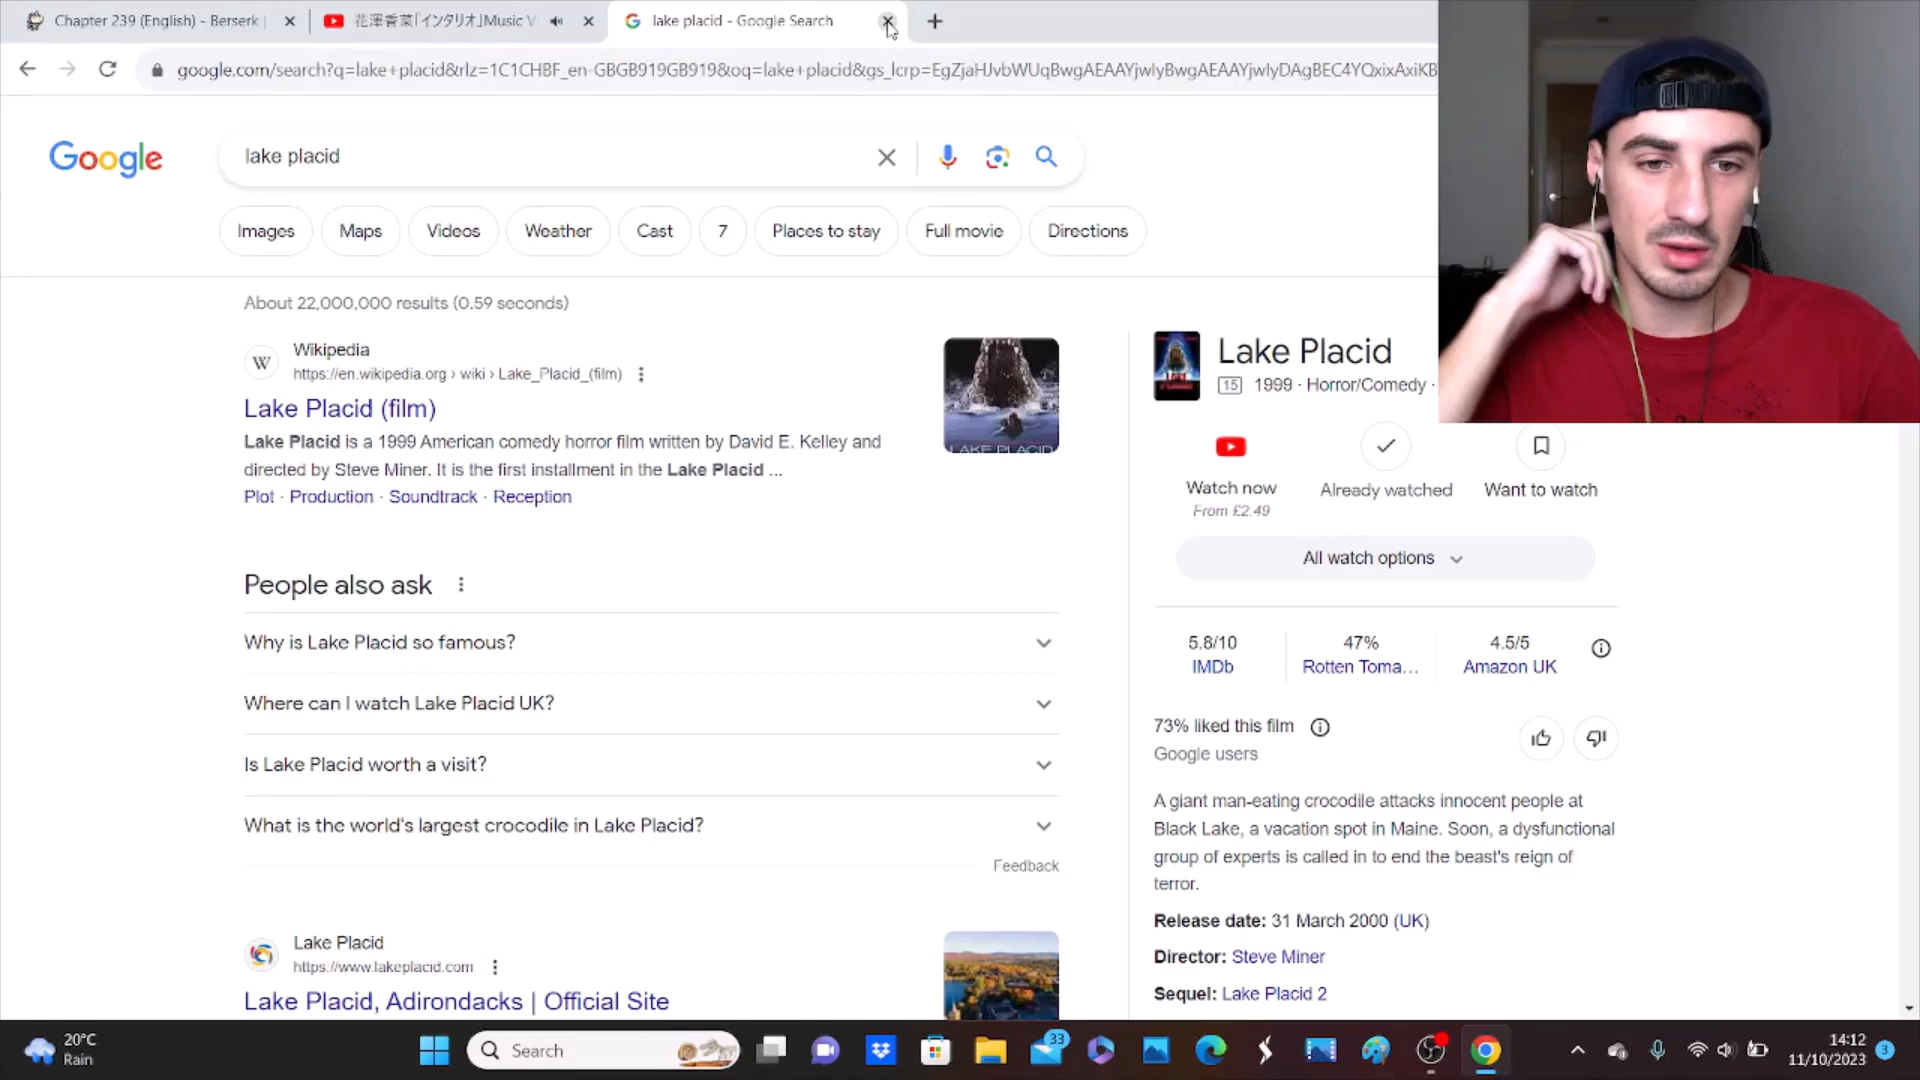 Chapter 239 (English) - Berserk
花澤香菜「インタリオ」Music V
lake placid - Google Search
google.com/search?q=lake+placid&rlz=1C1CHBF_en-GBGB919GB919&oq=lake+placid&gs_lcrp=
Google
lake placid
Images
Maps
Videos
Weather
Cast
7
Places to stay
Full movie
Directions
About 22,000,000 results (0.59 seconds)
W
Wikipedia
https://en.wikipedia.org › wiki › Lake_Placid_(film)
Lake Placid (film)
Lake Placid is a 1999 American comedy horror film written by David E. Kelley and
directed by Steve Miner. It is the first installment in the Lake Placid ...
Plot · Production · Soundtrack · Reception
LAKE PLACID
People also ask
Why is Lake Placid so famous?
Where can I watch Lake Placid UK?
Is Lake Placid worth a visit?
What is the world's largest crocodile in Lake Placid?
Feedback
Lake Placid
https://www.lakeplacid.com
Lake Placid, Adirondacks | Official Site
Lake Placid
15 1999 · Horror/Comedy ·
Watch now
From £2.49
Already watched
Want to watch
All watch options
5.8/10
IMDb
47%
Rotten Toma...
4.5/5
Amazon UK
73% liked this film
Google users
A giant man-eating crocodile attacks innocent people at
Black Lake, a vacation spot in Maine. Soon, a dysfunctional
group of experts is called in to end the beast's reign of
terror.
Release date: 31 March 2000 (UK)
Director: Steve Miner
Sequel: Lake Placid 2
20°C
Rain
Search
33
14:12
11/10/2023
3